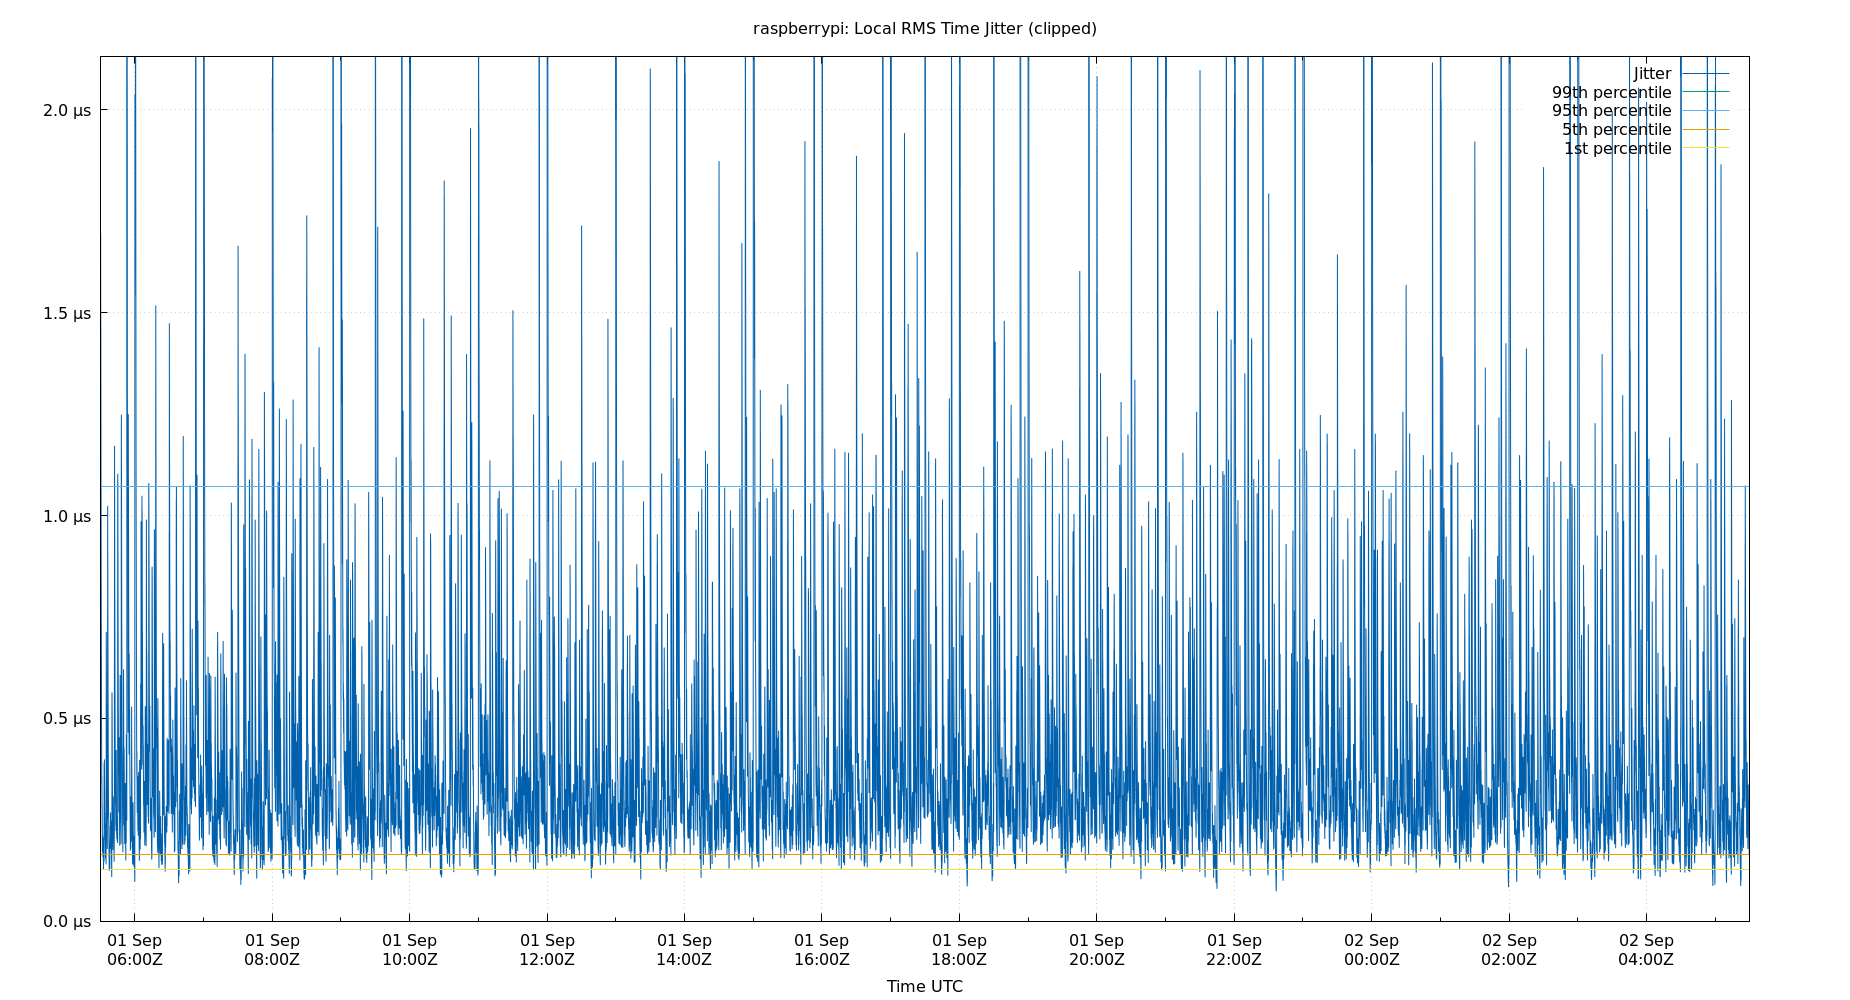 raspberrypi: Local RMS Time Jitter (clipped)
Jitter
99th percentile
95th percentile
5th percentile
1st percentile
2.0 μs
1.5 μs
1.0 μs
0.5 μs
0.0 μs
01 Sep 01 Sep 01 Sep 01 Sep 01 Sep 01 Sep 01 Sep 01 Sep 01 Sep 02 Sep 02 Sep 02 Sep
06:00Z 08:00Z 10:00Z 12:00Z 14:00Z 16:00Z 18:00Z 20:00Z 22:00Z 00:00Z 02:00Z 04:00Z
Time UTC